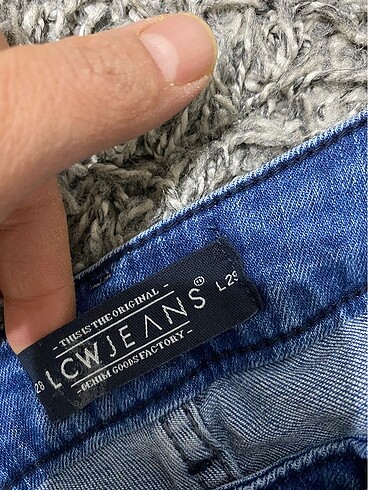 - THIS IS THE ORIGINAL -
28 LCWJEANS® L29
- DENIM GOODS FACTORY -